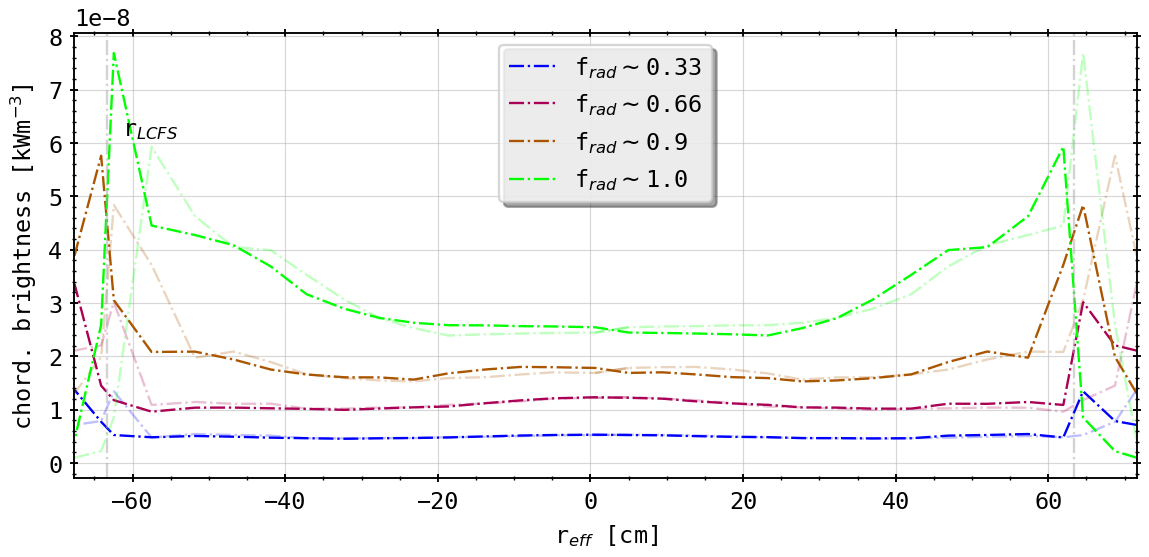 1e−8
chord. brightness [kWm⁻³]
8
7
6
5
4
3
2
1
0
r_LCFS
f_rad ∼ 0.33
f_rad ∼ 0.66
f_rad ∼ 0.9
f_rad ∼ 1.0
−60 −40 −20 0 20 40 60
r_eff [cm]